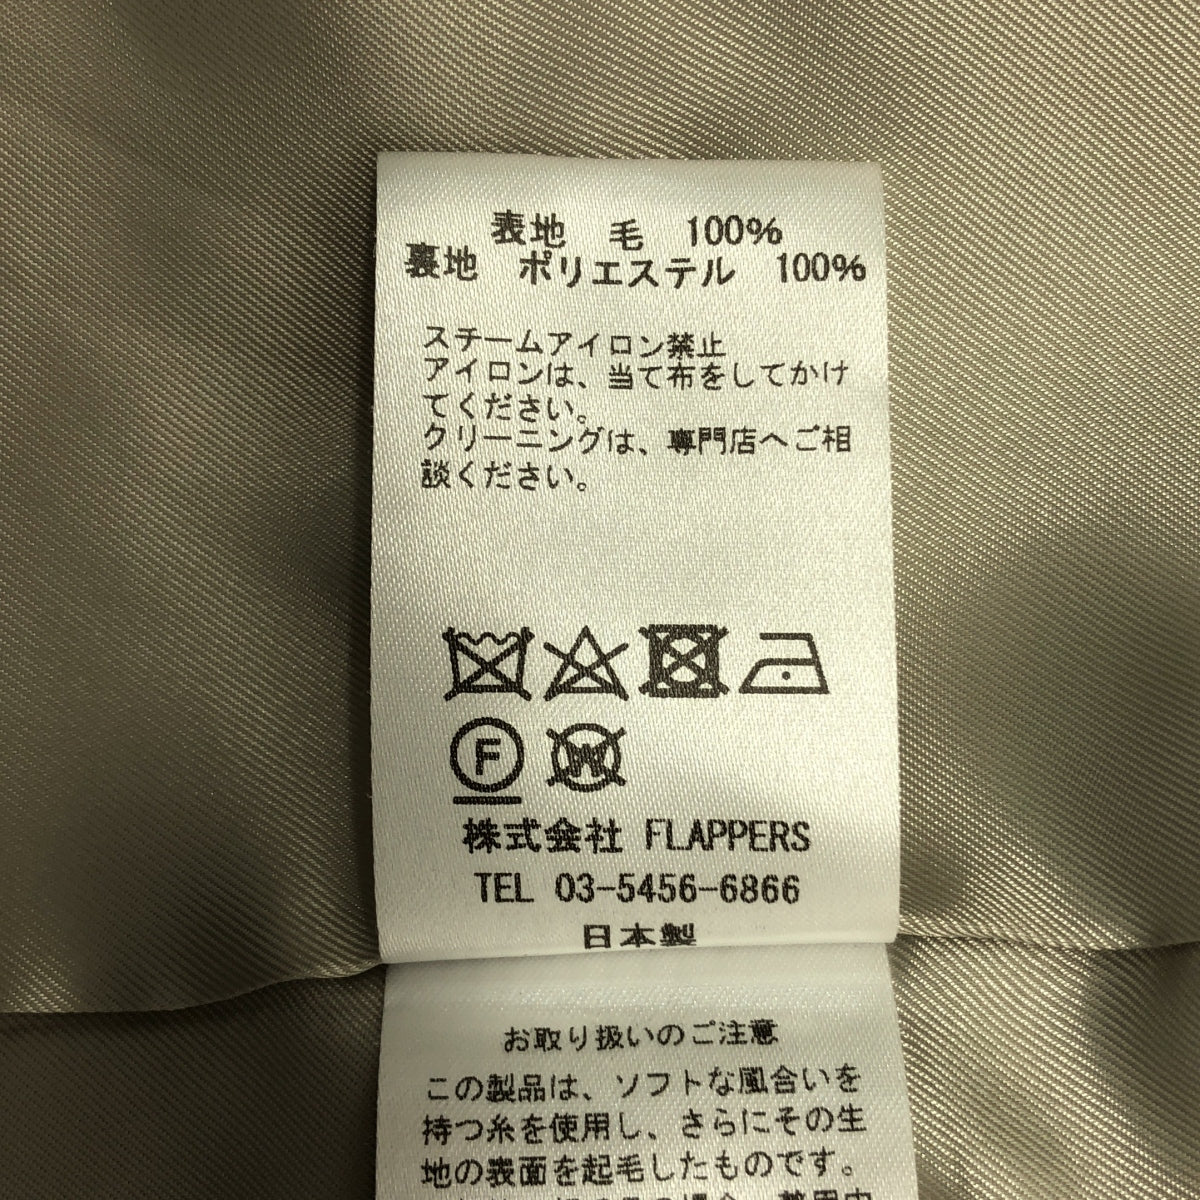 表地　毛　100%
裏地　ポリエステル　100%
スチームアイロン禁止
アイロンは、当て布をしてかけ
てください。
クリーニングは、専門店へご相
談ください。
F
W
株式会社 FLAPPERS
TEL 03-5456-6866
日本製
お取り扱いのご注意
この製品は、ソフトな風合いを
持つ糸を使用し、さらにその生
地の表面を起毛したものです。